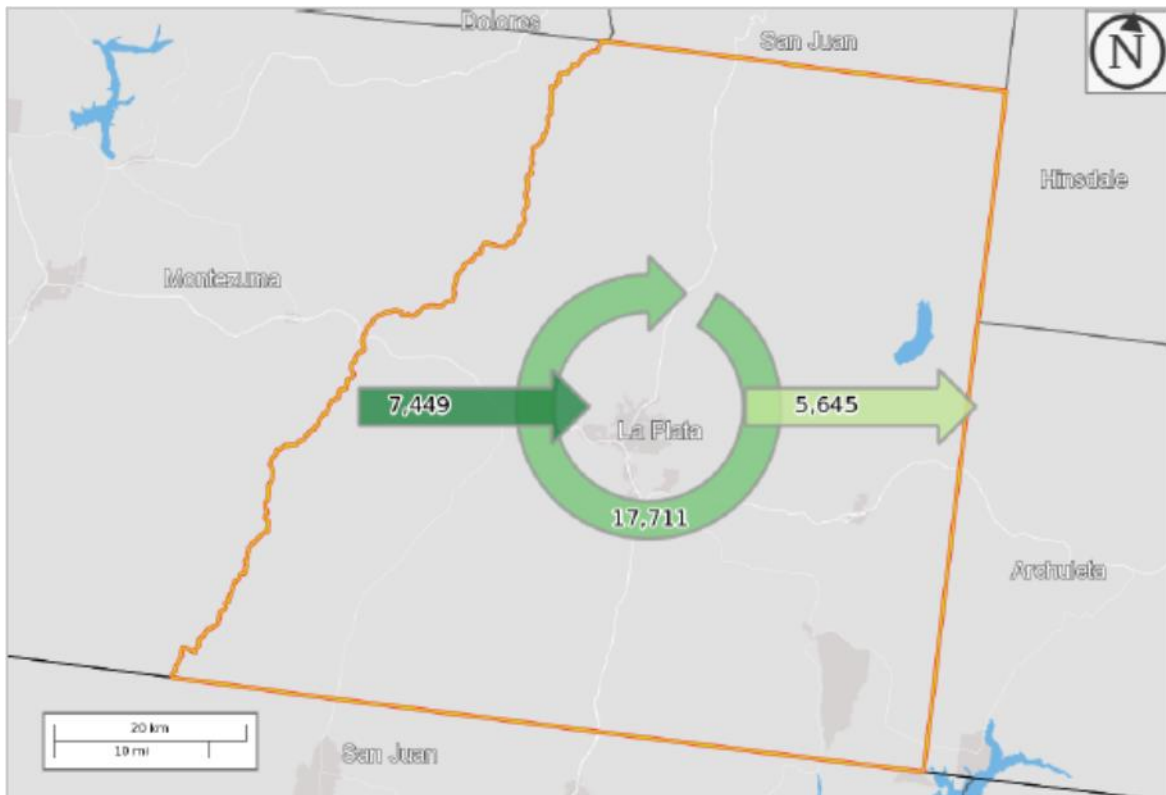 Dolores
San Juan
N
Hinsdale
Montezuma
7,449
5,645
La Plata
17,711
Archuleta
20 km
10 mi
San Juan